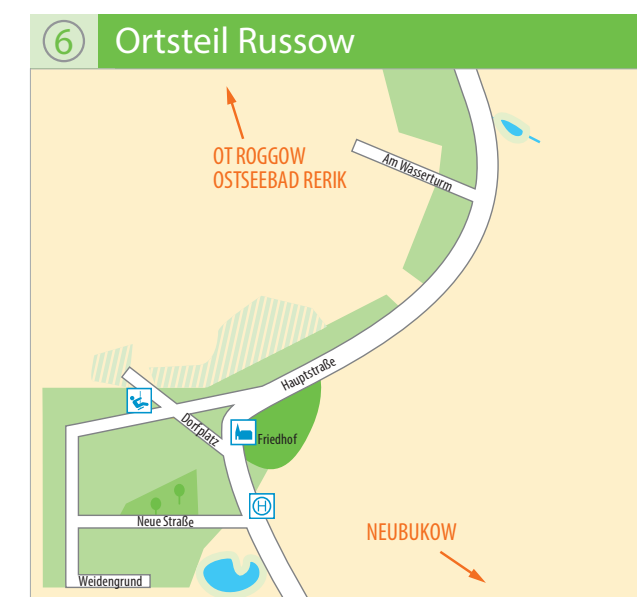 6 Ortsteil Russow
OT ROGGOW
OSTSEEBAD RERIK
Am Wasserturm
Hauptstraße
Dorfplatz
Friedhof
H
Neue Straße
NEUBUKOW
Weidengrund